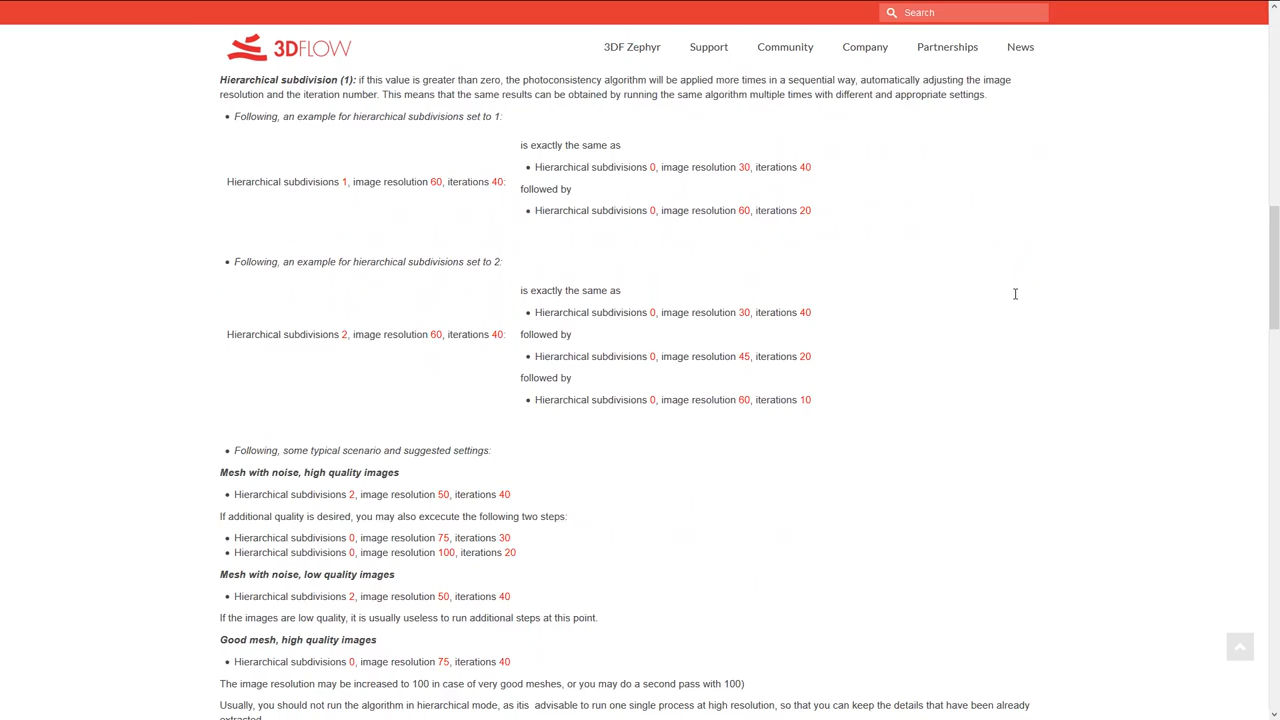 Search
3DFLOW
3DF Zephyr Support Community Company Partnerships News
Hierarchical subdivision (1): if this value is greater than zero, the photoconsistency algorithm will be applied more times in a sequential way, automatically adjusting the image
resolution and the iteration number. This means that the same results can be obtained by running the same algorithm multiple times with different and appropriate settings.
• Following, an example for hierarchical subdivisions set to 1:
is exactly the same as
• Hierarchical subdivisions 0, image resolution 30, iterations 40
Hierarchical subdivisions 1, image resolution 60, iterations 40:
followed by
• Hierarchical subdivisions 0, image resolution 60, iterations 20
• Following, an example for hierarchical subdivisions set to 2:
is exactly the same as
• Hierarchical subdivisions 0, image resolution 30, iterations 40
Hierarchical subdivisions 2, image resolution 60, iterations 40:
followed by
• Hierarchical subdivisions 0, image resolution 45, iterations 20
followed by
• Hierarchical subdivisions 0, image resolution 60, iterations 10
• Following, some typical scenario and suggested settings:
Mesh with noise, high quality images
• Hierarchical subdivisions 2, image resolution 50, iterations 40
If additional quality is desired, you may also excecute the following two steps:
• Hierarchical subdivisions 0, image resolution 75, iterations 30
• Hierarchical subdivisions 0, image resolution 100, iterations 20
Mesh with noise, low quality images
• Hierarchical subdivisions 2, image resolution 50, iterations 40
If the images are low quality, it is usually useless to run additional steps at this point.
Good mesh, high quality images
• Hierarchical subdivisions 0, image resolution 75, iterations 40
The image resolution may be increased to 100 in case of very good meshes, or you may do a second pass with 100)
Usually, you should not run the algorithm in hierarchical mode, as itis advisable to run one single process at high resolution, so that you can keep the details that have been already
extracted.